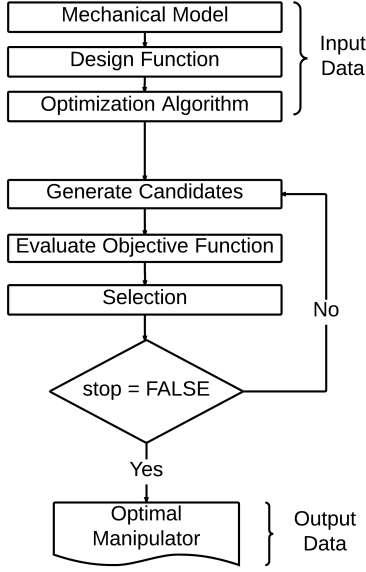 Mechanical Model
Design Function
Optimization Algorithm
Input
Data
Generate Candidates
Evaluate Objective Function
Selection
No
stop = FALSE
Yes
Optimal
Manipulator
Output
Data